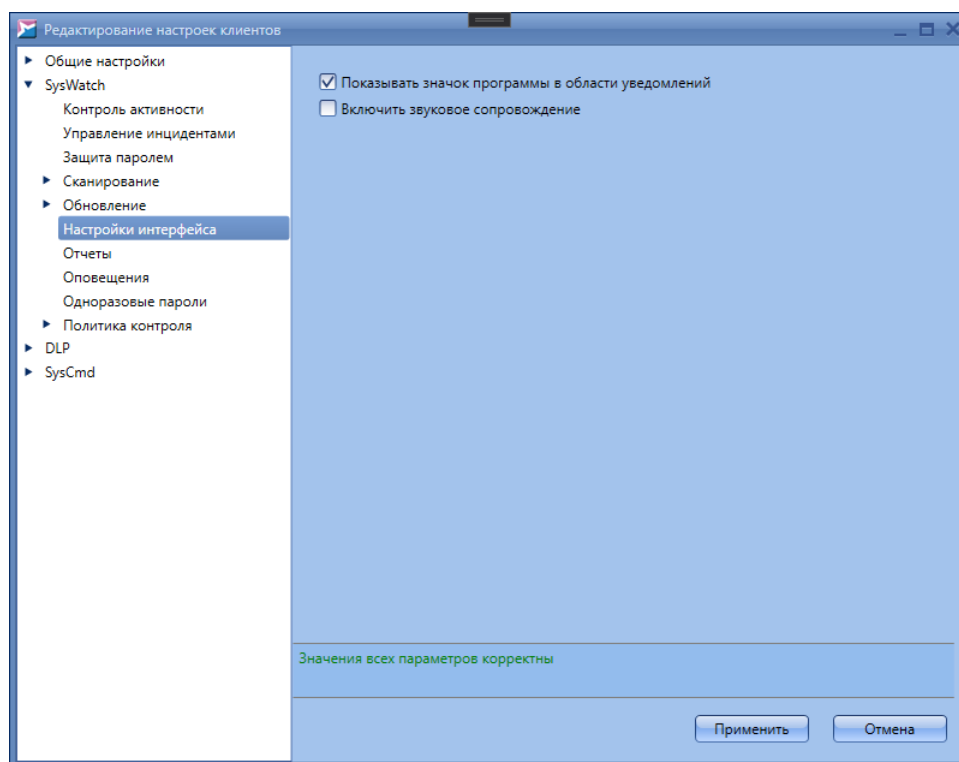 Редактирование настроек клиентов
Общие настройки
SysWatch
Контроль активности
Управление инцидентами
Защита паролем
Сканирование
Обновление
Настройки интерфейса
Отчеты
Оповещения
Одноразовые пароли
Политика контроля
DLP
SysCmd
Показывать значок программы в области уведомлений
Включить звуковое сопровождение
Значения всех параметров корректны
Применить
Отмена